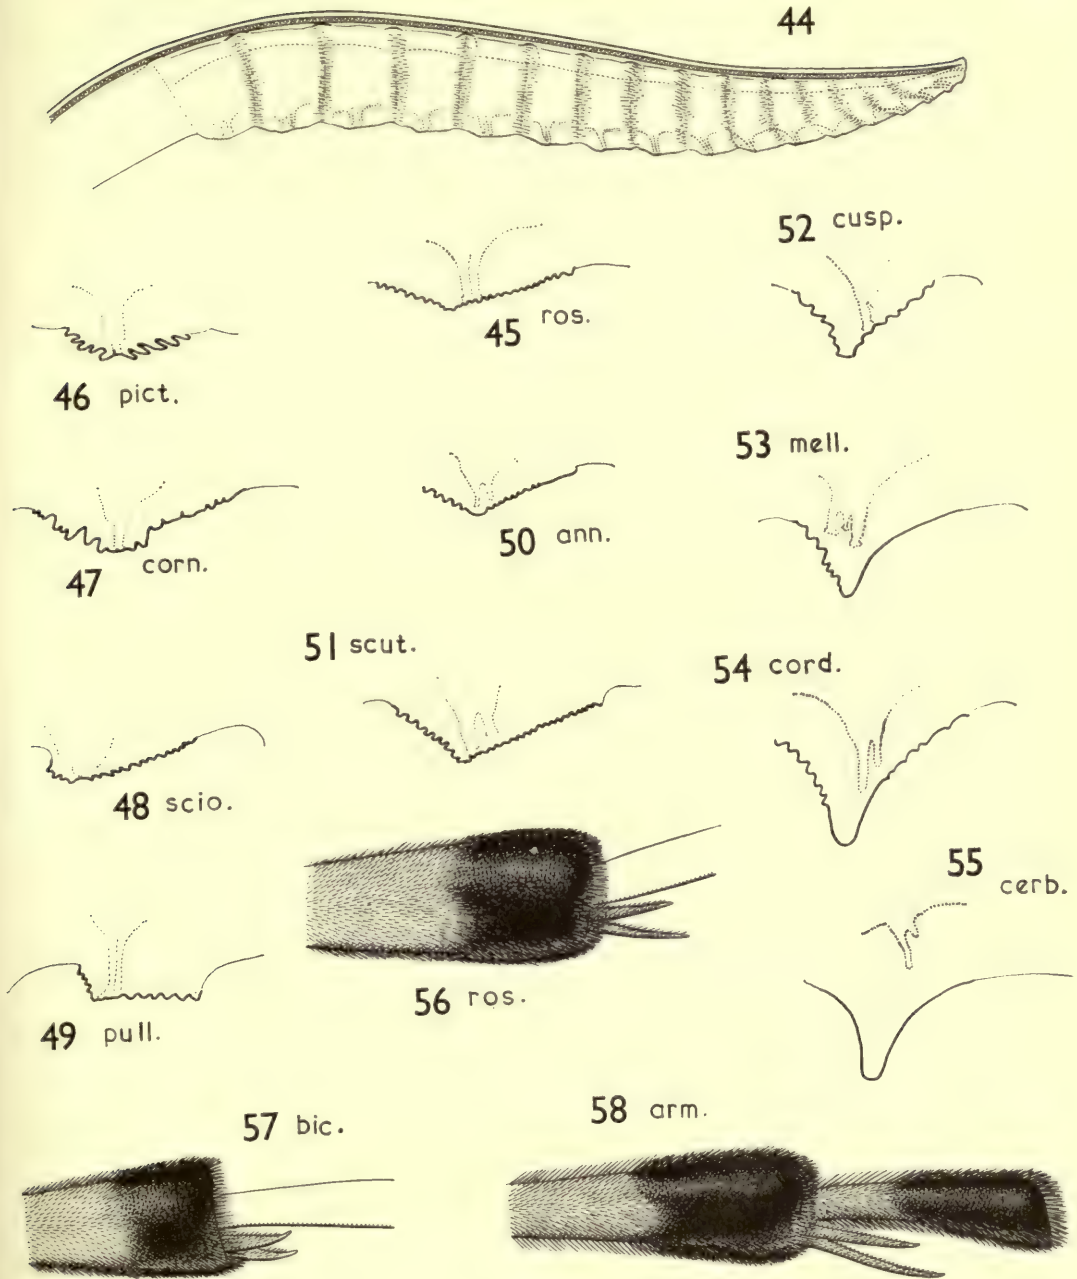 44
52 cusp.
45 ros.
46 pict.
53 mell.
50 ann.
47 corn.
51 scut.
54 cord.
48 scio.
55 cerb.
56 ros.
49 pull.
57 bic.
58 arm.